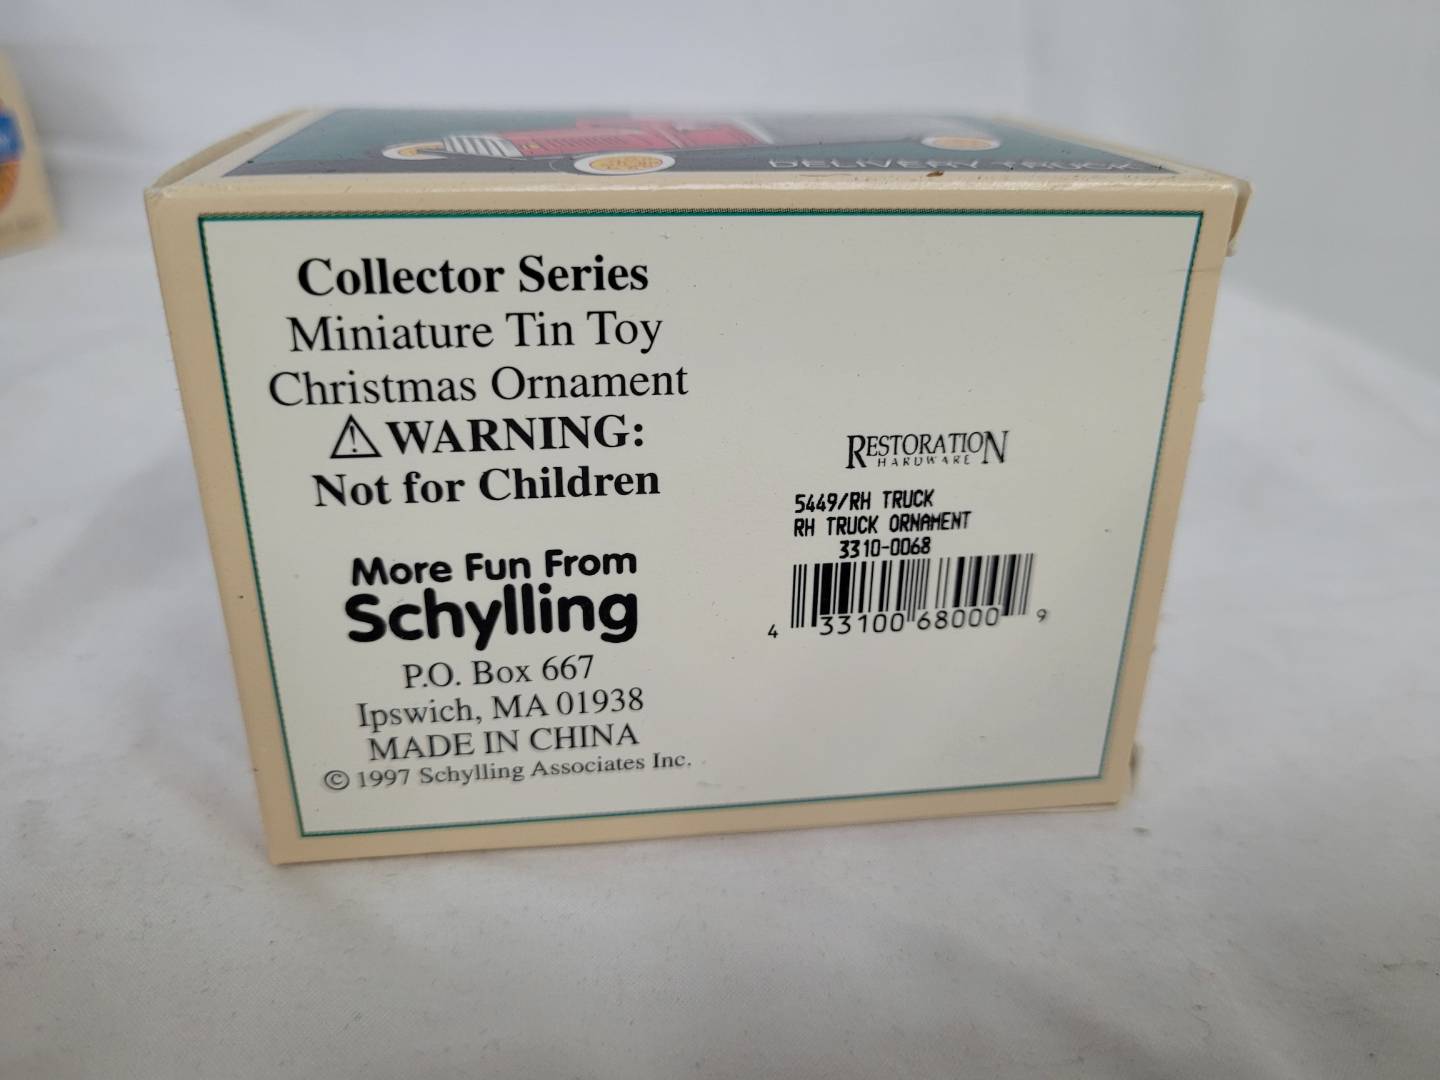 DELIVERY TRUCK
Collector Series
Miniature Tin Toy
Christmas Ornament
⚠ WARNING:
Not for Children
More Fun From
Schylling
P.O. Box 667
Ipswich, MA 01938
MADE IN CHINA
© 1997 Schylling Associates Inc.
RESTORATION
HARDWARE
5449/RH TRUCK
RH TRUCK ORNAMENT
3310-0068
4 33100 68000 9